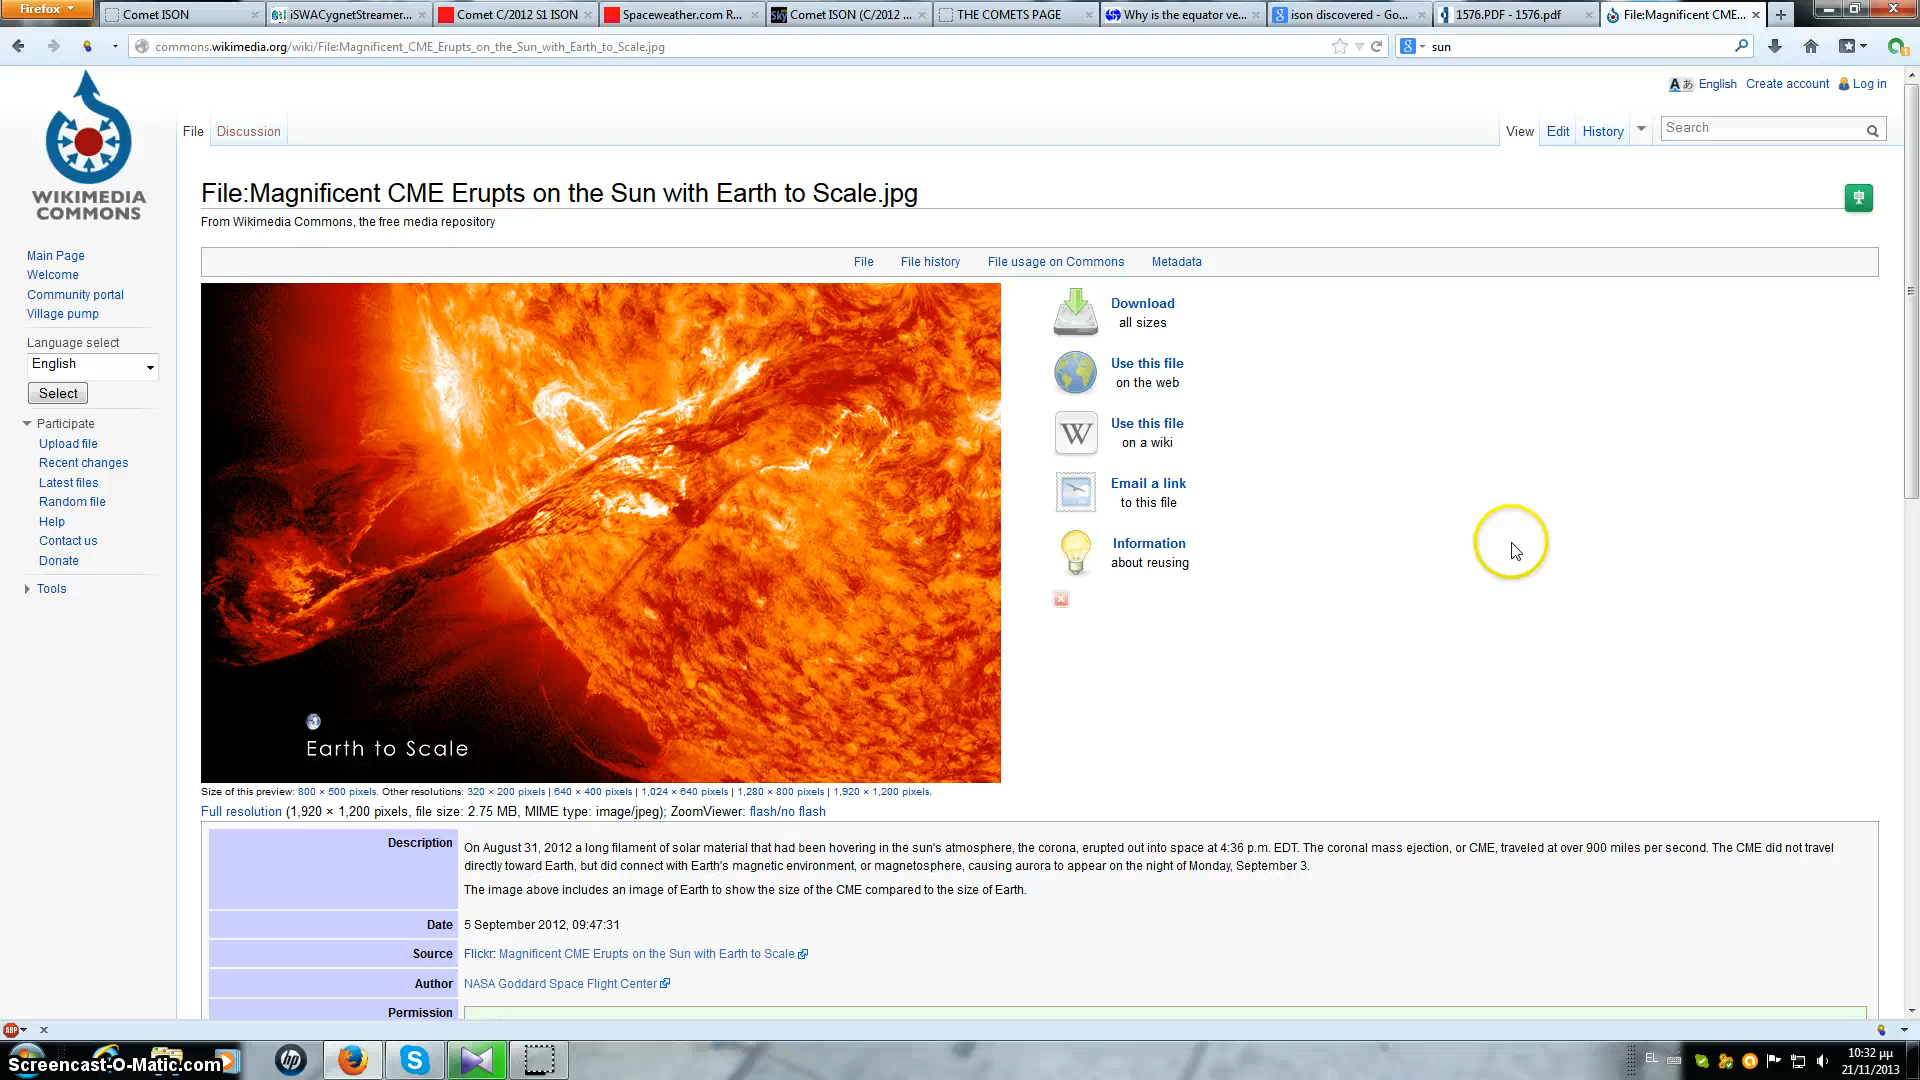 Firefox
Comet ISON
iSWACygnetStreamer...
Comet C/2012 S1 ISON
Spaceweather.com R...
Comet ISON (C/2012 ...
THE COMETS PAGE
Why is the equator ve...
ison discovered - Go...
1576.PDF - 1576.pdf
File:Magnificent CME...
commons.wikimedia.org/wiki/File:Magnificent_CME_Erupts_on_the_Sun_with_Earth_to_Scale.jpg
sun
English Create account Log in
File Discussion
View Edit History
Search
WIKIMEDIA
COMMONS
Main Page
Welcome
Community portal
Village pump
Language select
English
Select
Participate
Upload file
Recent changes
Latest files
Random file
Help
Contact us
Donate
Tools
File:Magnificent CME Erupts on the Sun with Earth to Scale.jpg
From Wikimedia Commons, the free media repository
File File history File usage on Commons Metadata
Earth to Scale
Download
all sizes
Use this file
on the web
W
Use this file
on a wiki
Email a link
to this file
Information
about reusing
Size of this preview: 800 × 500 pixels. Other resolutions: 320 × 200 pixels | 640 × 400 pixels | 1,024 × 640 pixels | 1,280 × 800 pixels | 1,920 × 1,200 pixels.
Full resolution (1,920 × 1,200 pixels, file size: 2.75 MB, MIME type: image/jpeg); ZoomViewer: flash/no flash
Description
On August 31, 2012 a long filament of solar material that had been hovering in the sun's atmosphere, the corona, erupted out into space at 4:36 p.m. EDT. The coronal mass ejection, or CME, traveled at over 900 miles per second. The CME did not travel
directly toward Earth, but did connect with Earth's magnetic environment, or magnetosphere, causing aurora to appear on the night of Monday, September 3.
The image above includes an image of Earth to show the size of the CME compared to the size of Earth.
Date 5 September 2012, 09:47:31
Source Flickr: Magnificent CME Erupts on the Sun with Earth to Scale
Author NASA Goddard Space Flight Center
Permission
ABP
Screencast-O-Matic.com
hp
EL
10:32 μμ
21/11/2013